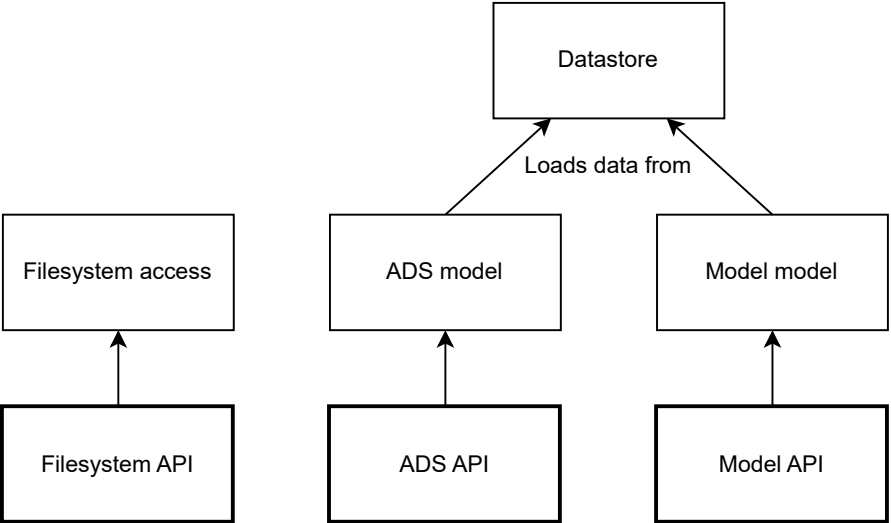 Datastore
Loads data from
Filesystem access
ADS model
Model model
Filesystem API
ADS API
Model API